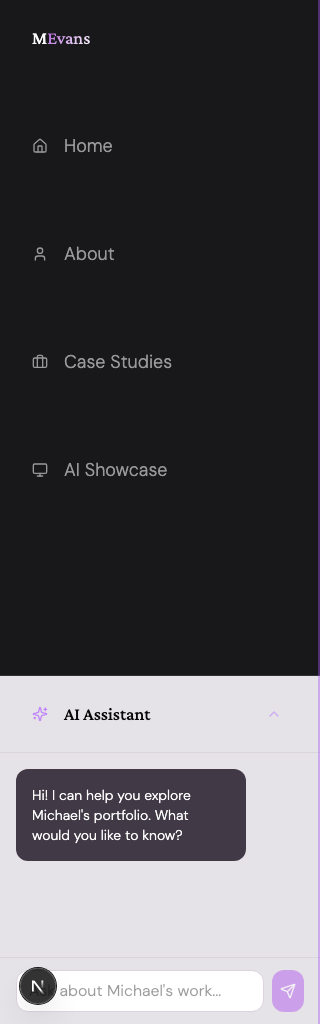 MEvans
Home
About
Case Studies
AI Showcase
AI Assistant
Hi! I can help you explore
Michael's portfolio. What
would you like to know?
N
about Michael's work...